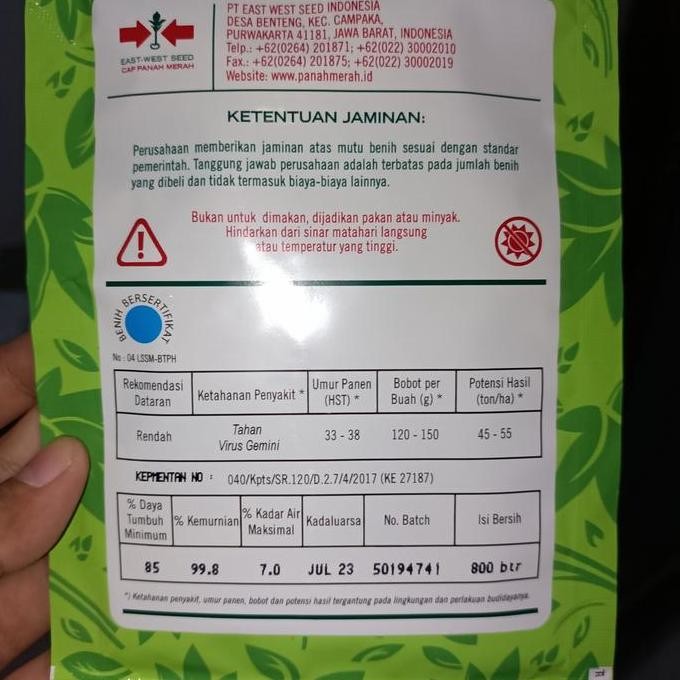 EAST-WEST SEED
CAP PANAH MERAH
PT EAST WEST SEED INDONESIA
DESA BENTENG, KEC. CAMPAKA,
PURWAKARTA 41181, JAWA BARAT, INDONESIA
Telp.: +62(0264) 201871; +62(022) 30002010
Fax.: +62(0264) 201875; +62(022) 30002019
Website: www.panahmerah.id
KETENTUAN JAMINAN:
Perusahaan memberikan jaminan atas mutu benih sesuai dengan standar
pemerintah. Tanggung jawab perusahaan adalah terbatas pada jumlah benih
yang dibeli dan tidak termasuk biaya-biaya lainnya.
Bukan untuk dimakan, dijadikan pakan atau minyak.
Hindarkan dari sinar matahari langsung
atau temperatur yang tinggi.
BENIH BERSERTIFIKAT
No : 04 LSSM-BTPH
Rekomendasi Dataran Ketahanan Penyakit * Umur Panen (HST) * Bobot per Buah (g) * Potensi Hasil (ton/ha) *
Rendah Tahan Virus Gemini 33 - 38 120 - 150 45 - 55
KEPMENTAN NO : 040/Kpts/SR.120/D.2.7/4/2017 (KE 27187)
% Daya Tumbuh Minimum % Kemurnian % Kadar Air Maksimal Kadaluarsa No. Batch Isi Bersih
85 99.8 7.0 JUL 23 50194741 800 btr
*) Ketahanan penyakit, umur panen, bobot dan potensi hasil tergantung pada lingkungan dan perlakuan budidayanya.